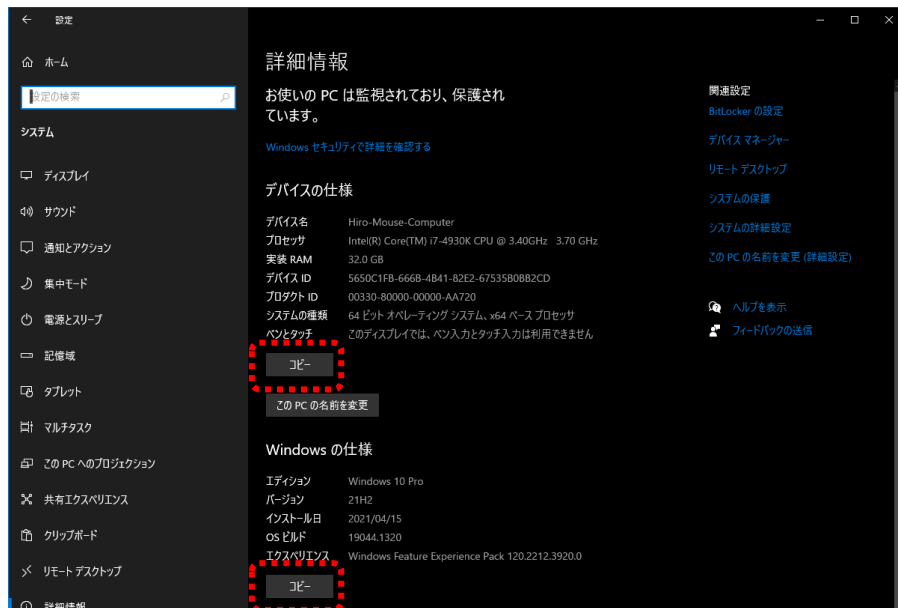 設定
ホーム
設定の検索
システム
ディスプレイ
サウンド
通知とアクション
集中モード
電源とスリープ
記憶域
タブレット
マルチタスク
この PC へのプロジェクション
共有エクスペリエンス
クリップボード
リモート デスクトップ
詳細情報
詳細情報
お使いの PC は監視されており、保護され
ています。
Windows セキュリティで詳細を確認する
デバイスの仕様
デバイス名 Hiro-Mouse-Computer
プロセッサ Intel(R) Core(TM) i7-4930K CPU @ 3.40GHz 3.70 GHz
実装 RAM 32.0 GB
デバイス ID 5650C1FB-666B-4B41-82E2-67535B0BB2CD
プロダクト ID 00330-80000-00000-AA720
システムの種類 64 ビット オペレーティング システム、x64 ベース プロセッサ
ペンとタッチ このディスプレイでは、ペン入力とタッチ入力は利用できません
コピー
この PC の名前を変更
Windows の仕様
エディション Windows 10 Pro
バージョン 21H2
インストール日 2021/04/15
OS ビルド 19044.1320
エクスペリエンス Windows Feature Experience Pack 120.2212.3920.0
コピー
関連設定
BitLocker の設定
デバイス マネージャー
リモート デスクトップ
システムの保護
システムの詳細設定
この PC の名前を変更 (詳細設定)
ヘルプを表示
フィードバックの送信